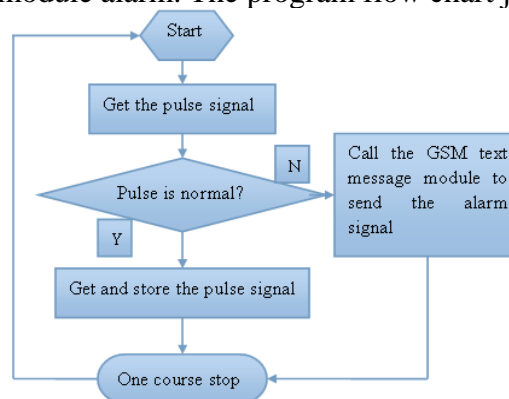 module alarm. The program flow chart j
Start
Get the pulse signal
N
Pulse is normal?
Call the GSM text
message module to
send the alarm
signal
Y
Get and store the pulse signal
One course stop